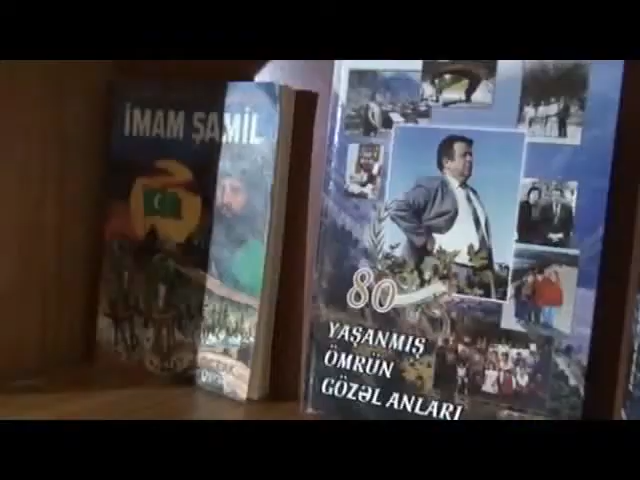 İMAM ŞAMİL
80
YAŞANMIŞ
ÖMRÜN
GÖZƏL ANLARI